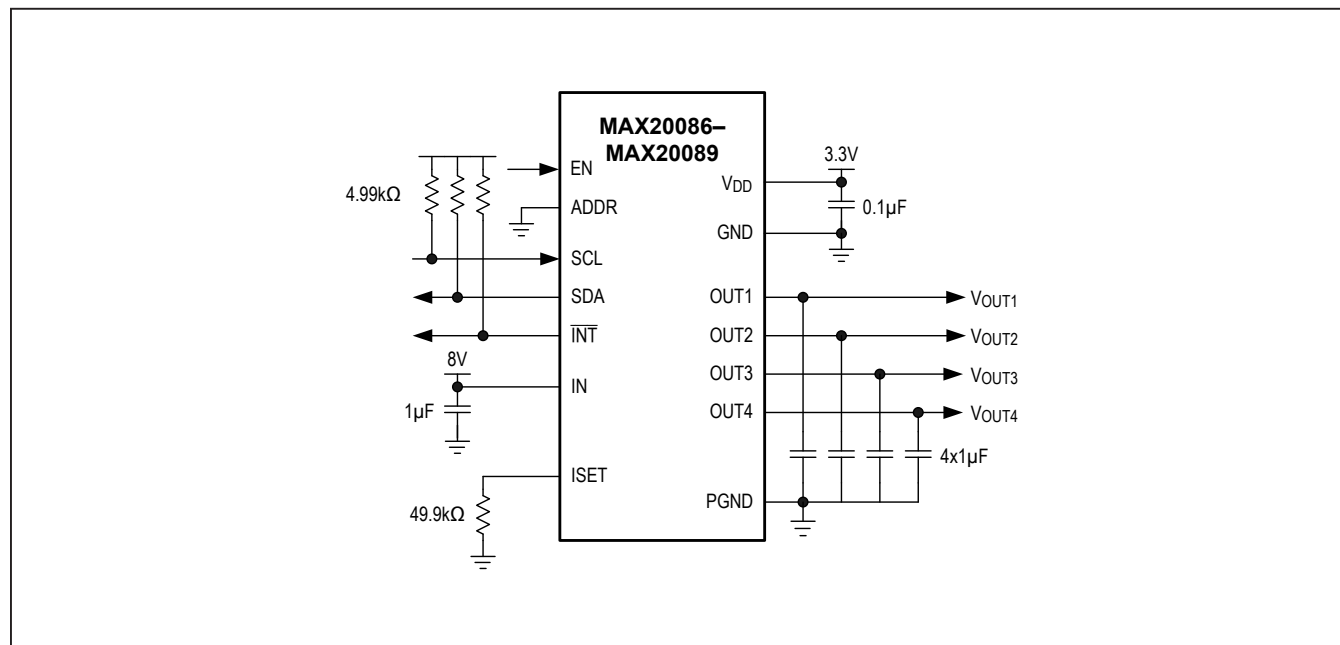 MAX20086–
MAX20089
EN
ADDR
SCL
SDA
INT
IN
ISET
4.99kΩ
8V
1µF
49.9kΩ
VDD
GND
OUT1
OUT2
OUT3
OUT4
PGND
3.3V
0.1µF
VOUT1
VOUT2
VOUT3
VOUT4
4x1µF